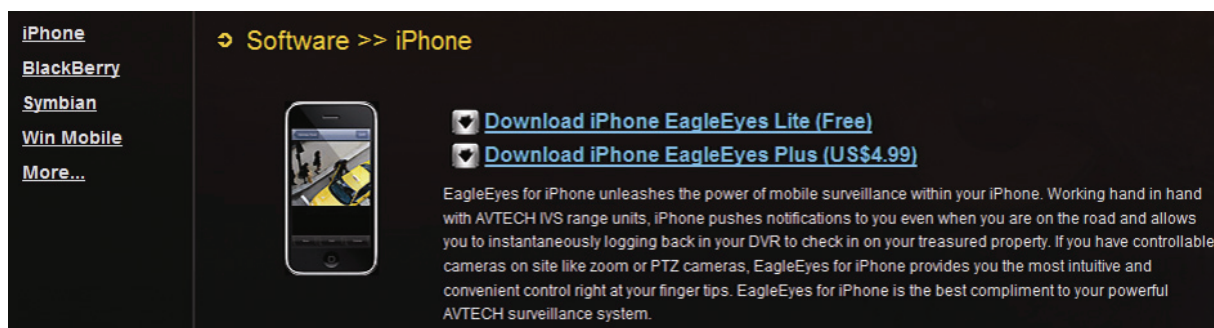 iPhone
BlackBerry
Symbian
Win Mobile
More...
Software >> iPhone
Download iPhone EagleEyes Lite (Free)
Download iPhone EagleEyes Plus (US$4.99)
EagleEyes for iPhone unleashes the power of mobile surveillance within your iPhone. Working hand in hand
with AVTECH IVS range units, iPhone pushes notifications to you even when you are on the road and allows
you to instantaneously logging back in your DVR to check in on your treasured property. If you have controllable
cameras on site like zoom or PTZ cameras, EagleEyes for iPhone provides you the most intuitive and
convenient control right at your finger tips. EagleEyes for iPhone is the best compliment to your powerful
AVTECH surveillance system.